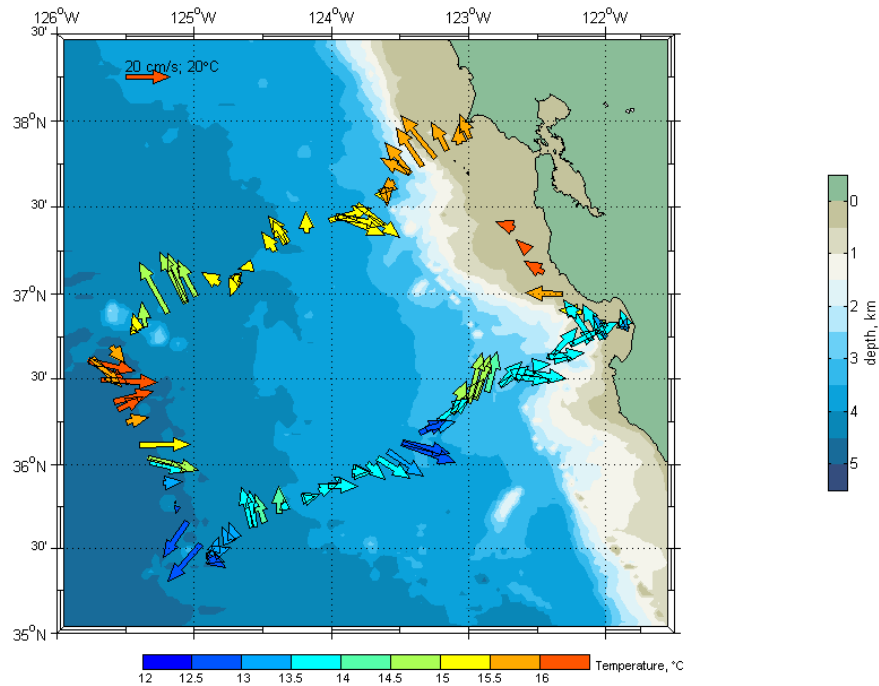 126°W 125°W 124°W 123°W 122°W
30'
20 cm/s; 20°C
38°N
30'
37°N
30'
36°N
30'
35°N
0
1
2
3
4
5
depth, km
12 12.5 13 13.5 14 14.5 15 15.5 16
Temperature, °C